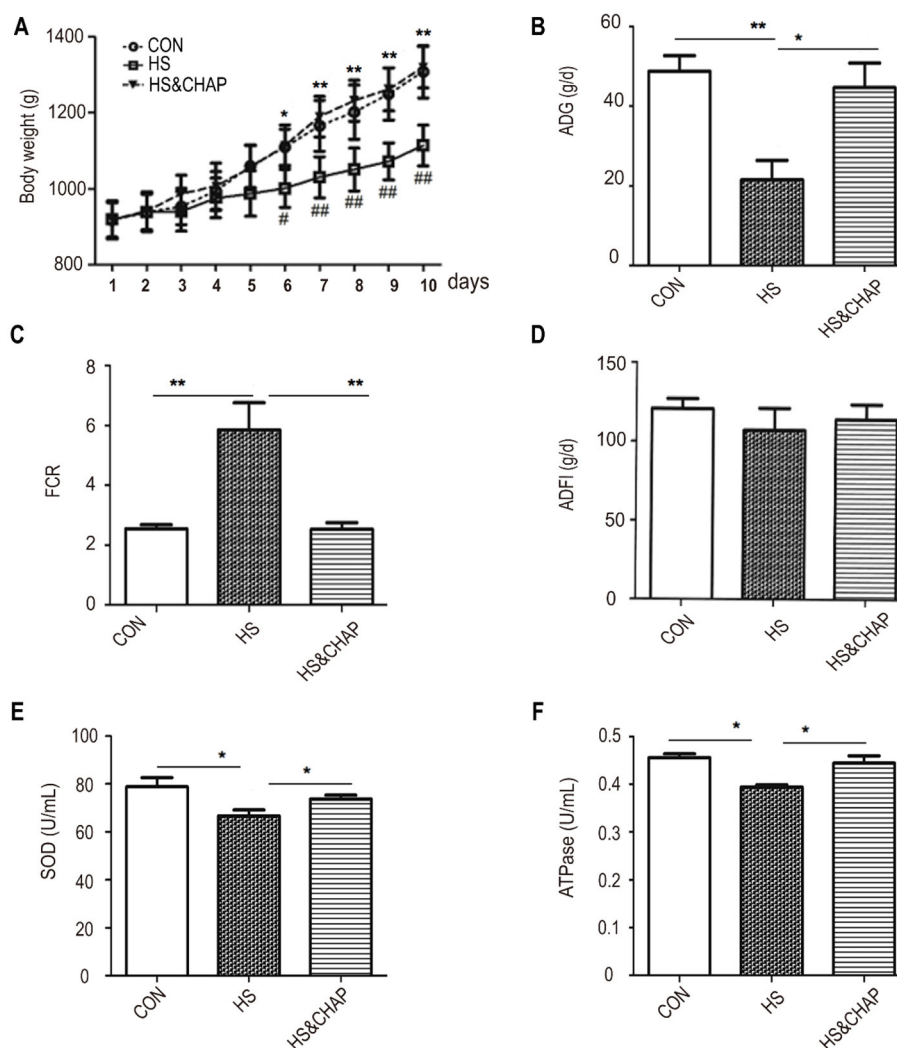 A
1400
1200
1000
800
Body weight (g)
CON
HS
HS&CHAP
* ** ** ** **
# ## ## ## ##
1 2 3 4 5 6 7 8 9 10 days
B
60
40
20
0
ADG (g/d)
** *
CON HS HS&CHAP
C
8
6
4
2
0
FCR
** **
CON HS HS&CHAP
D
150
100
50
0
ADFI (g/d)
CON HS HS&CHAP
E
100
80
60
40
20
0
SOD (U/mL)
* *
CON HS HS&CHAP
F
0.5
0.4
0.3
0.2
0.1
0
ATPase (U/mL)
* *
CON HS HS&CHAP